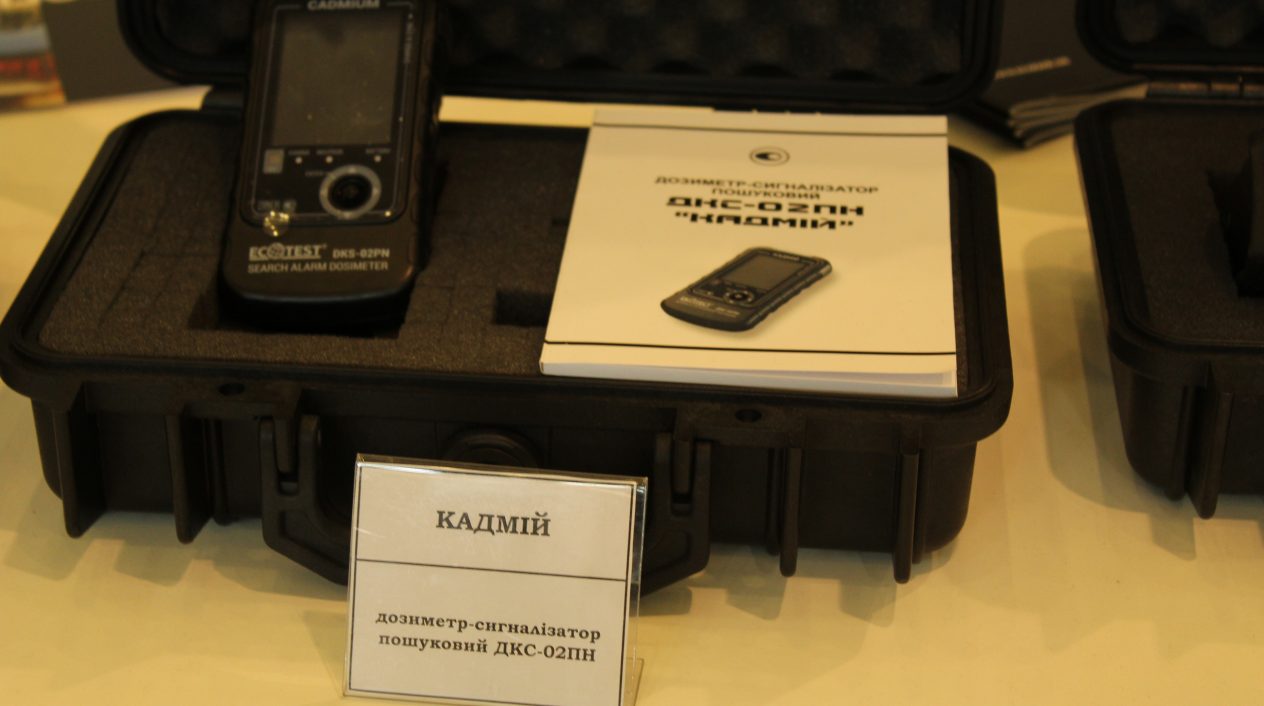 CADMIUM
ECOTEST DKS-02PN
SEARCH ALARM DOSIMETER
ДОЗИМЕТР-СИГНАЛІЗАТОР
ПОШУКОВИЙ
ДКС-02ПН
"КАДМІЙ"
КАДМІЙ
дозиметр-сигналізатор
пошуковий ДКС-02ПН